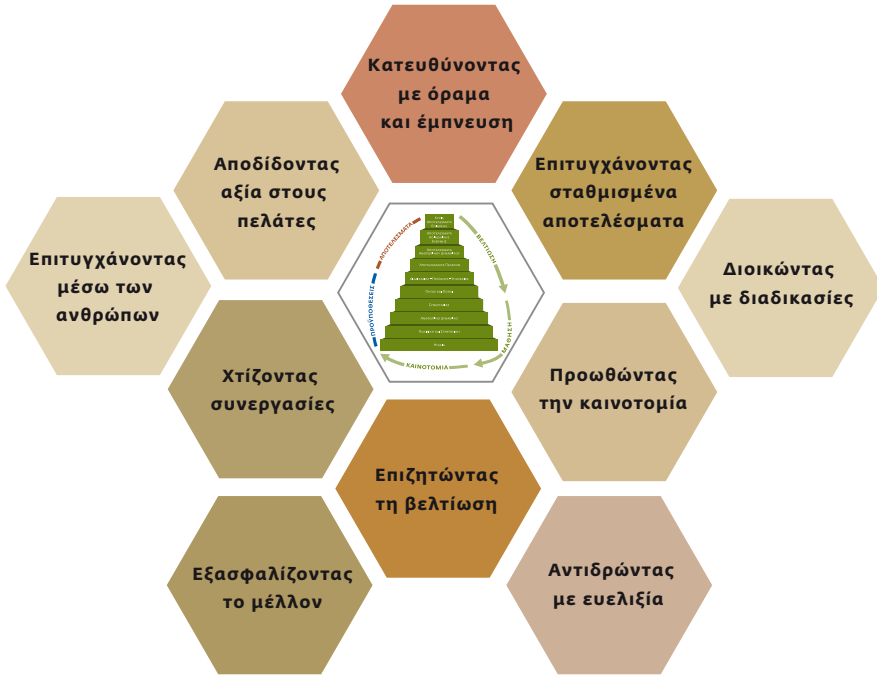 Κατευθύνοντας
με όραμα
και έμπνευση
Αποδίδοντας
αξία στους
πελάτες
Επιτυγχάνοντας
σταθμισμένα
αποτελέσματα
Επιτυγχάνοντας
μέσω των
ανθρώπων
ΑΠΟΤΕΛΕΣΜΑΤΑ
ΒΕΛΤΙΩΣΗ
ΠΡΟΫΠΟΘΕΣΕΙΣ
ΜΑΘΗΣΗ
ΚΑΙΝΟΤΟΜΙΑ
Διοικώντας
με διαδικασίες
Χτίζοντας
συνεργασίες
Προωθώντας
την καινοτομία
Επιζητώντας
τη βελτίωση
Εξασφαλίζοντας
το μέλλον
Αντιδρώντας
με ευελιξία